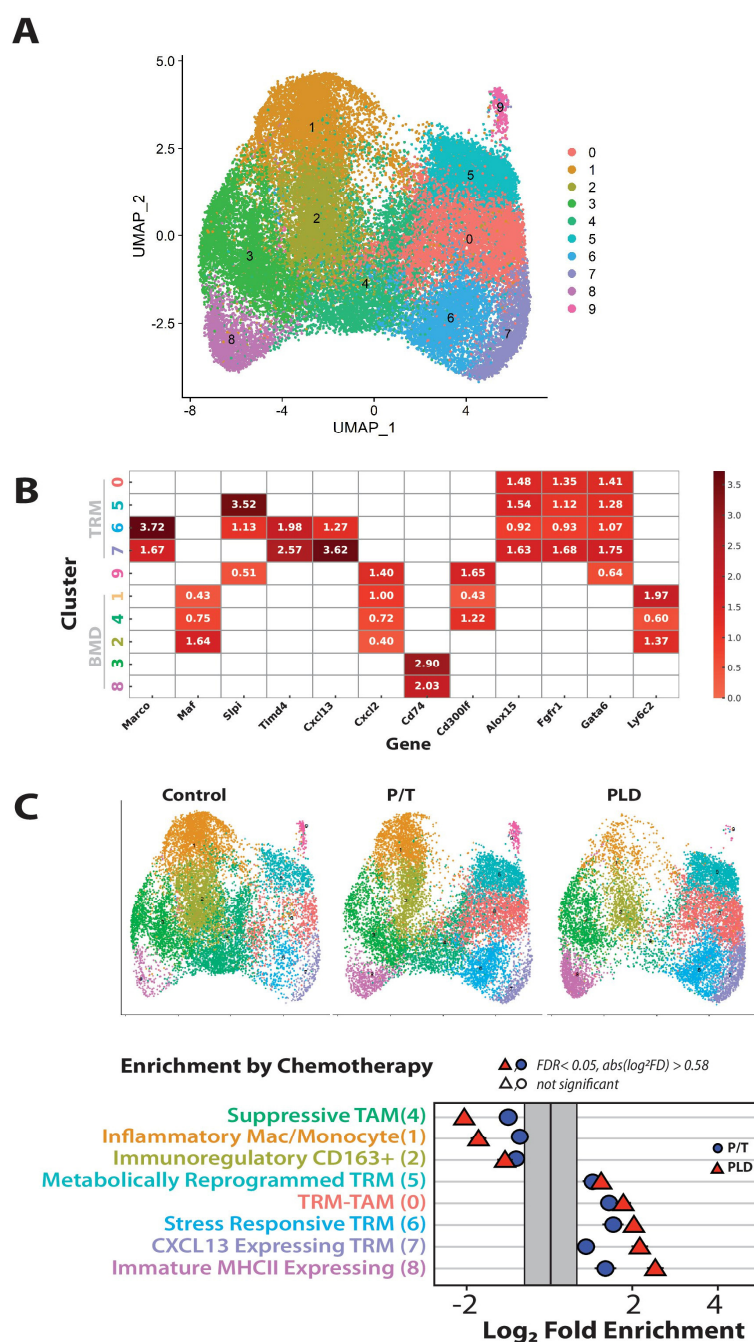 A
5.0
2.5
0.0
-2.5
UMAP_2
-8 -4 0 4
UMAP_1
1
9
5
2
0
3
4
6
7
8
0
1
2
3
4
5
6
7
8
9
B
Cluster
TRM
BMD
0 1.48 1.35 1.41
5 3.52 1.54 1.12 1.28
6 3.72 1.13 1.98 1.27 0.92 0.93 1.07
7 1.67 2.57 3.62 1.63 1.68 1.75
9 0.51 1.40 1.65 0.64
1 0.43 1.00 0.43 1.97
4 0.75 0.72 1.22 0.60
2 1.64 0.40 1.37
3 2.90
8 2.03
Marco Maf Slpi Timd4 Cxcl13 Cxcl2 Cd74 Cd300lf Alox15 Fgfr1 Gata6 Ly6c2
Gene
3.5
3.0
2.5
2.0
1.5
1.0
0.5
0.0
C
Control P/T PLD
Enrichment by Chemotherapy
FDR< 0.05, abs(log²FD) > 0.58
not significant
Suppressive TAM(4)
Inflammatory Mac/Monocyte(1)
Immunoregulatory CD163+ (2)
Metabolically Reprogrammed TRM (5)
TRM-TAM (0)
Stress Responsive TRM (6)
CXCL13 Expressing TRM (7)
Immature MHCII Expressing (8)
P/T
PLD
-2 2 4
Log₂ Fold Enrichment